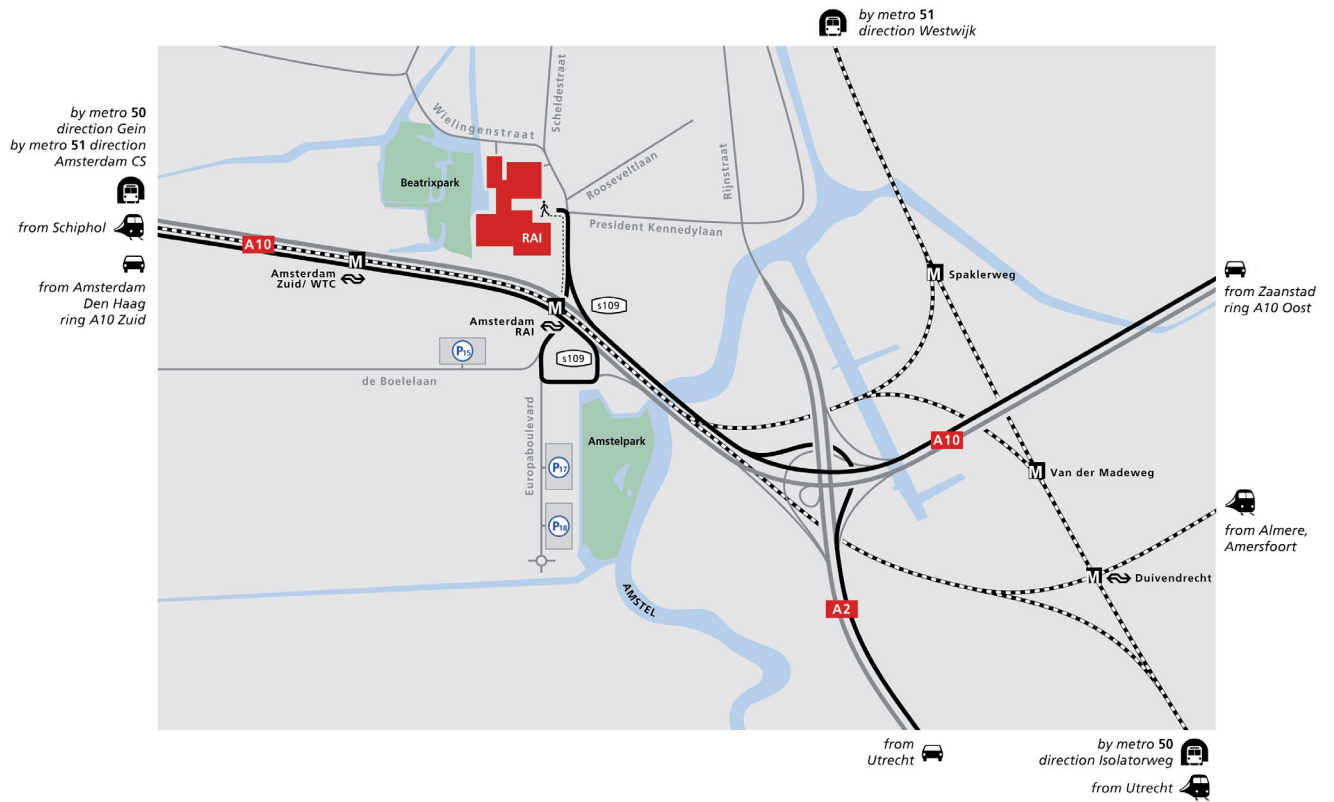 by metro 51
direction Westwijk
by metro 50
direction Gein
by metro 51 direction
Amsterdam CS
from Schiphol
from Amsterdam
Den Haag
ring A10 Zuid
Wielingenstraat
Scheldestraat
Rooseveltlaan
Rijnstraat
President Kennedylaan
Beatrixpark
RAI
A10
M
Amsterdam
Zuid/ WTC
M
Amsterdam
RAI
s109
s109
P15
de Boelelaan
Europaboulevard
Amstelpark
P17
P18
AMSTEL
M
Spaklerweg
from Zaanstad
ring A10 Oost
A10
M
Van der Madeweg
from Almere,
Amersfoort
M
Duivendrecht
A2
from
Utrecht
by metro 50
direction Isolatorweg
from Utrecht